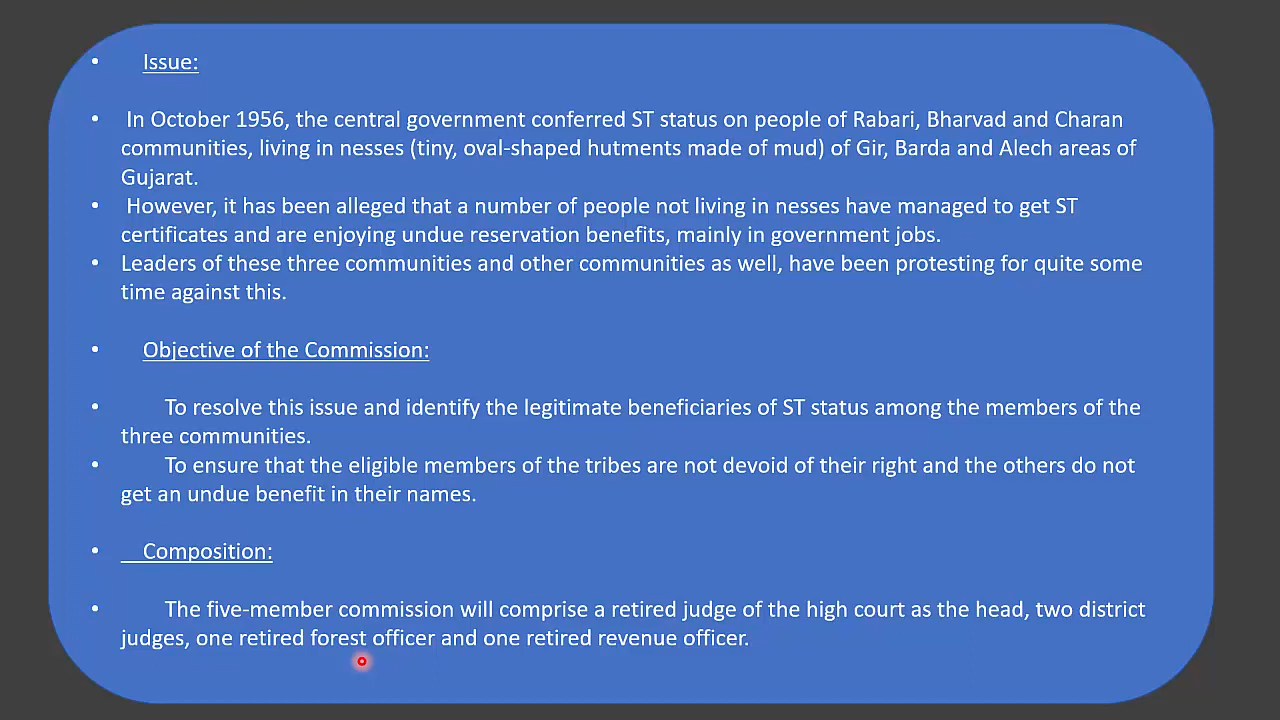 • Issue:
• In October 1956, the central government conferred ST status on people of Rabari, Bharvad and Charan
communities, living in nesses (tiny, oval-shaped hutments made of mud) of Gir, Barda and Alech areas of
Gujarat.
• However, it has been alleged that a number of people not living in nesses have managed to get ST
certificates and are enjoying undue reservation benefits, mainly in government jobs.
• Leaders of these three communities and other communities as well, have been protesting for quite some
time against this.
• Objective of the Commission:
• To resolve this issue and identify the legitimate beneficiaries of ST status among the members of the
three communities.
• To ensure that the eligible members of the tribes are not devoid of their right and the others do not
get an undue benefit in their names.
• Composition:
• The five-member commission will comprise a retired judge of the high court as the head, two district
judges, one retired forest officer and one retired revenue officer.